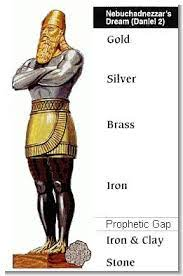 Nebuchadnezzar's
Dream (Daniel 2)
Gold
Silver
Brass
Iron
Prophetic Gap
Iron & Clay
Stone